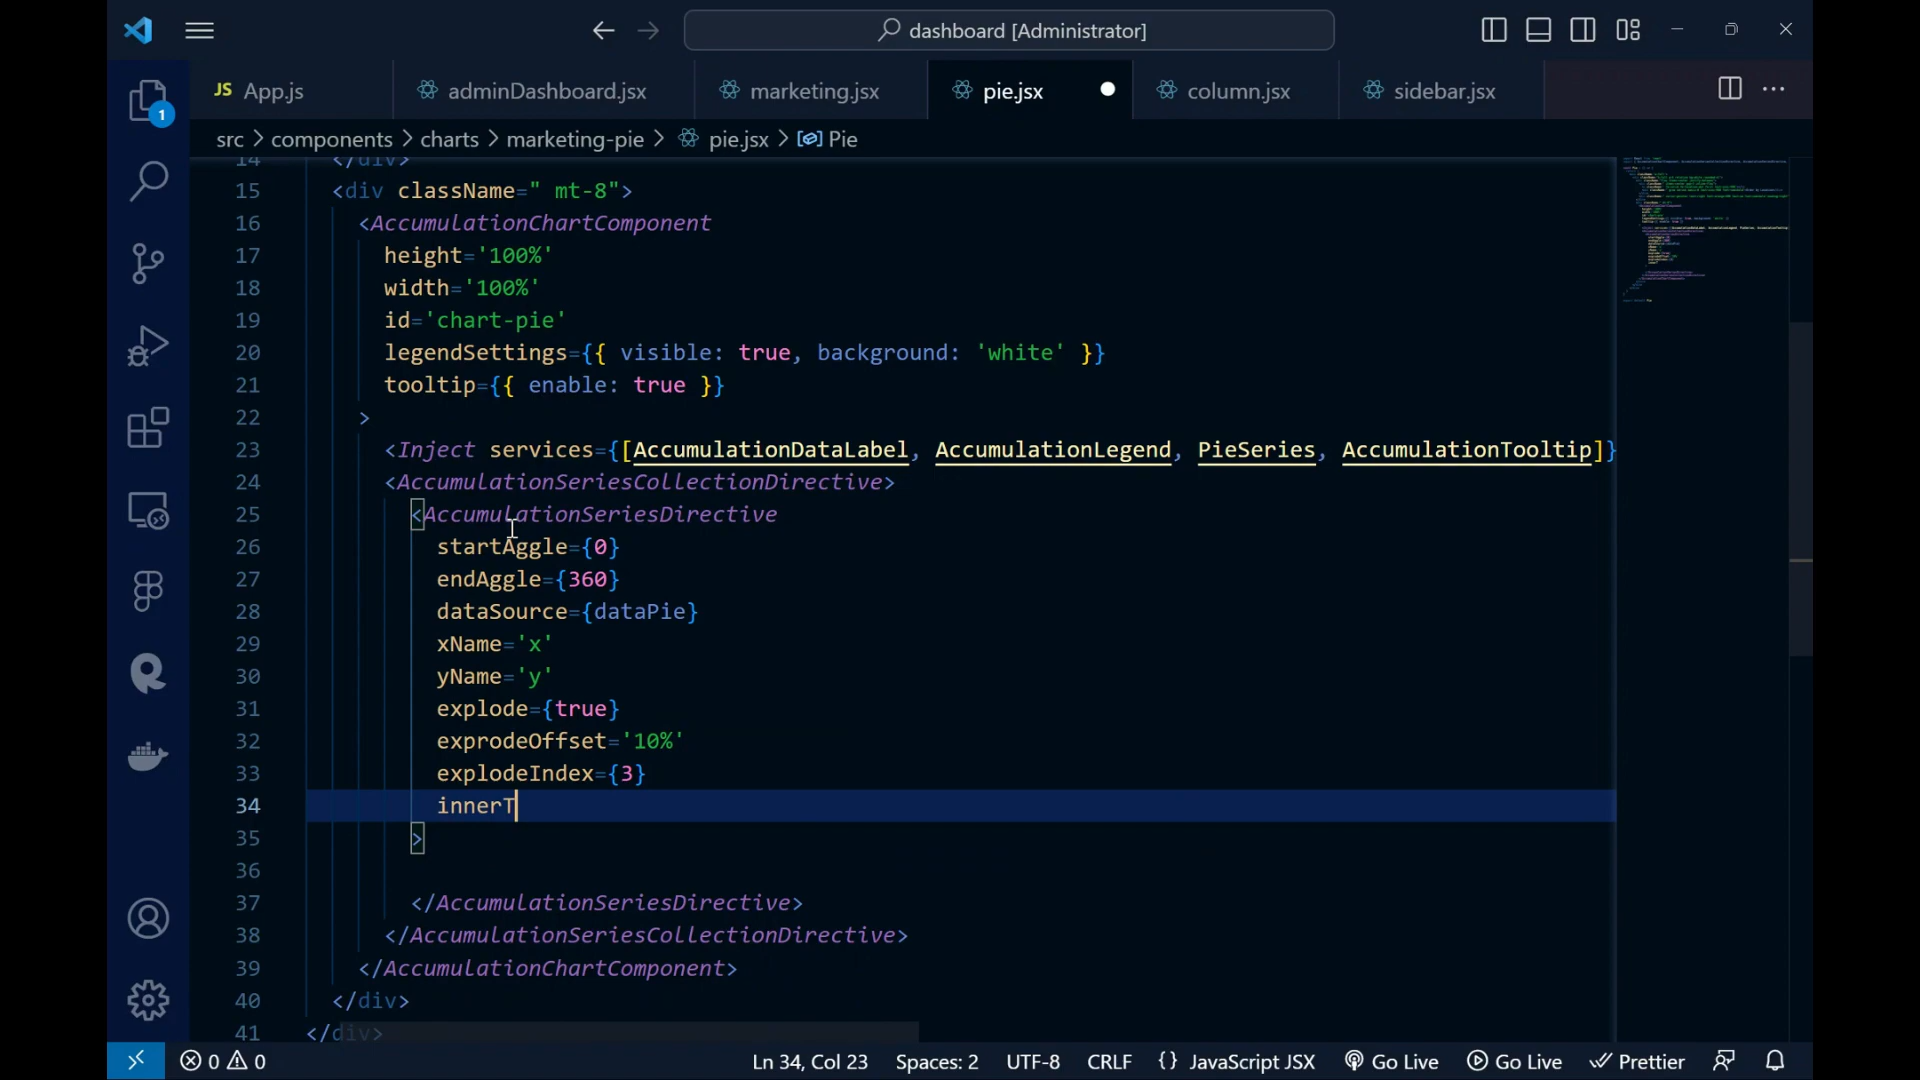 dashboard [Administrator]
JS App.js adminDashboard.jsx marketing.jsx pie.jsx column.jsx sidebar.jsx
1
src > components > charts > marketing-pie > pie.jsx > Pie
14 </div>
15 <div className=" mt-8">
16 <AccumulationChartComponent
17 height='100%'
18 width='100%'
19 id='chart-pie'
20 legendSettings={{ visible: true, background: 'white' }}
21 tooltip={{ enable: true }}
22 >
23 <Inject services={[AccumulationDataLabel, AccumulationLegend, PieSeries, AccumulationTooltip]}
24 <AccumulationSeriesCollectionDirective>
25 <AccumulationSeriesDirective
26 startAggle={0}
27 endAggle={360}
28 dataSource={dataPie}
29 xName='x'
30 yName='y'
31 explode={true}
32 exprodeOffset='10%'
33 explodeIndex={3}
34 innerT
35 >
36
37 </AccumulationSeriesDirective>
38 </AccumulationSeriesCollectionDirective>
39 </AccumulationChartComponent>
40 </div>
41 </div>
0 0 Ln 34, Col 23 Spaces: 2 UTF-8 CRLF {} JavaScript JSX Go Live Go Live Prettier